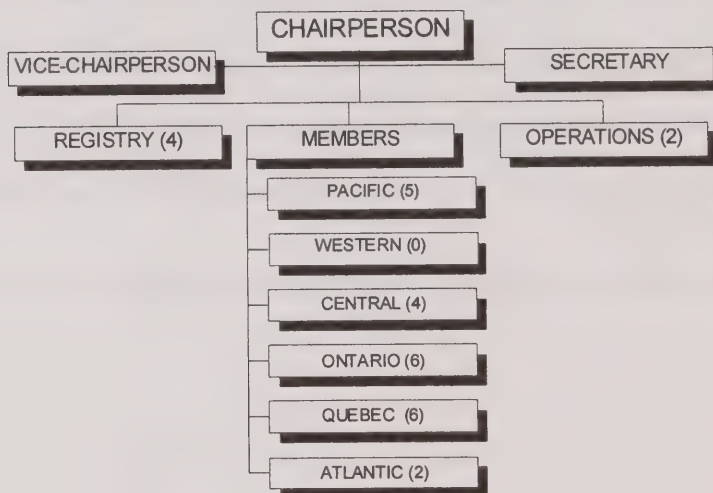 CHAIRPERSON
VICE-CHAIRPERSON
SECRETARY
REGISTRY (4)
MEMBERS
OPERATIONS (2)
PACIFIC (5)
WESTERN (0)
CENTRAL (4)
ONTARIO (6)
QUEBEC (6)
ATLANTIC (2)